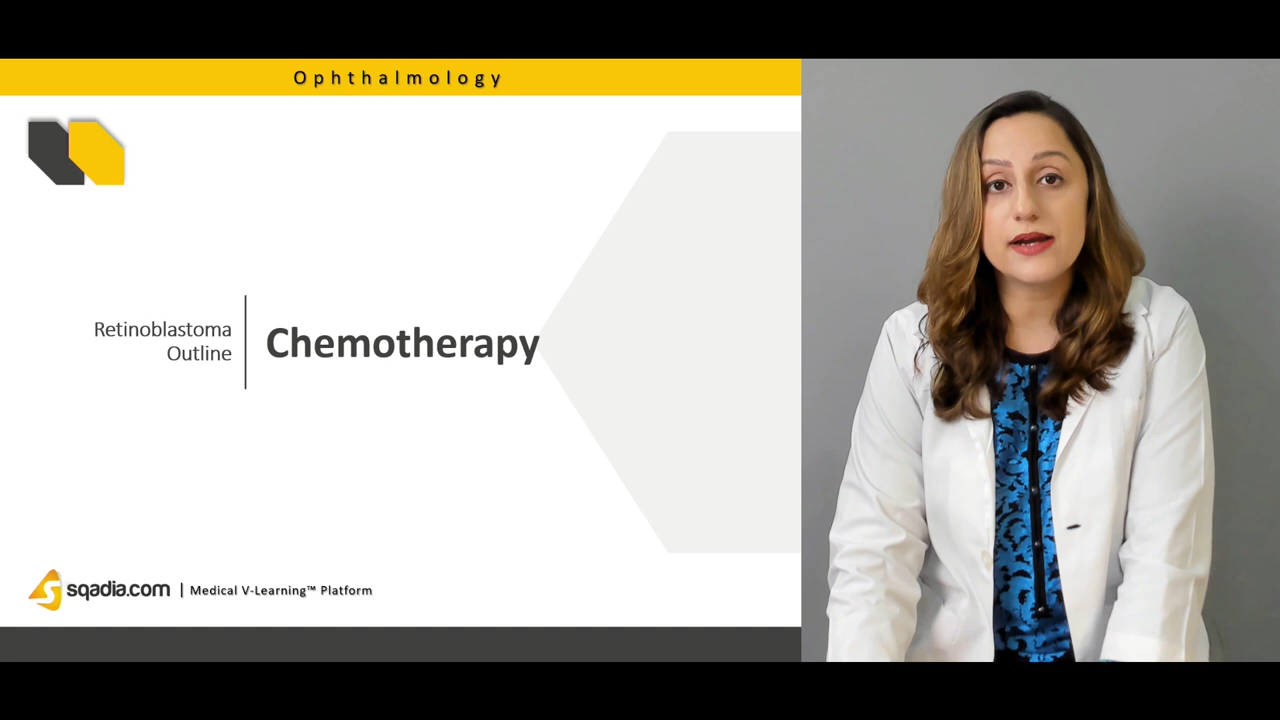 Ophthalmology
Retinoblastoma
Outline
Chemotherapy
sqadia.com | Medical V-Learning™ Platform